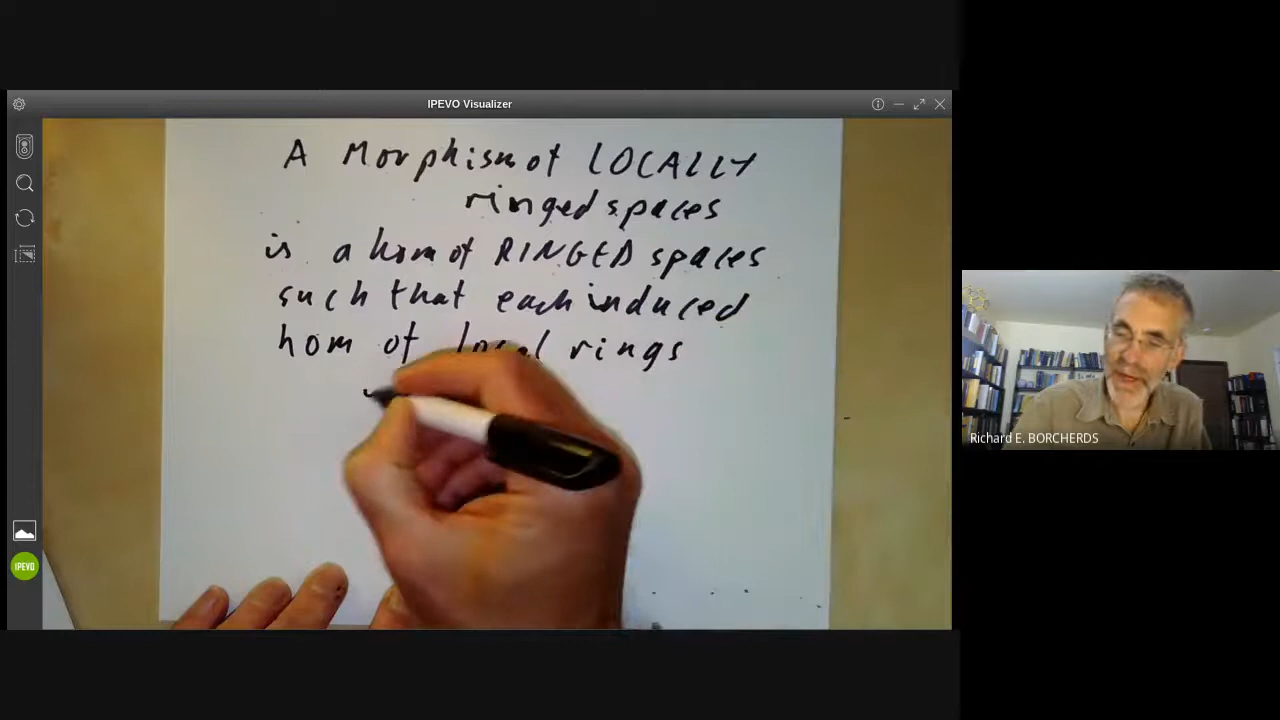 IPEVO Visualizer
A Morphism of LOCALLY
ringed spaces
is a hom of RINGED spaces
such that each induced
hom of local rings
Richard E. BORCHERDS
IPEVO